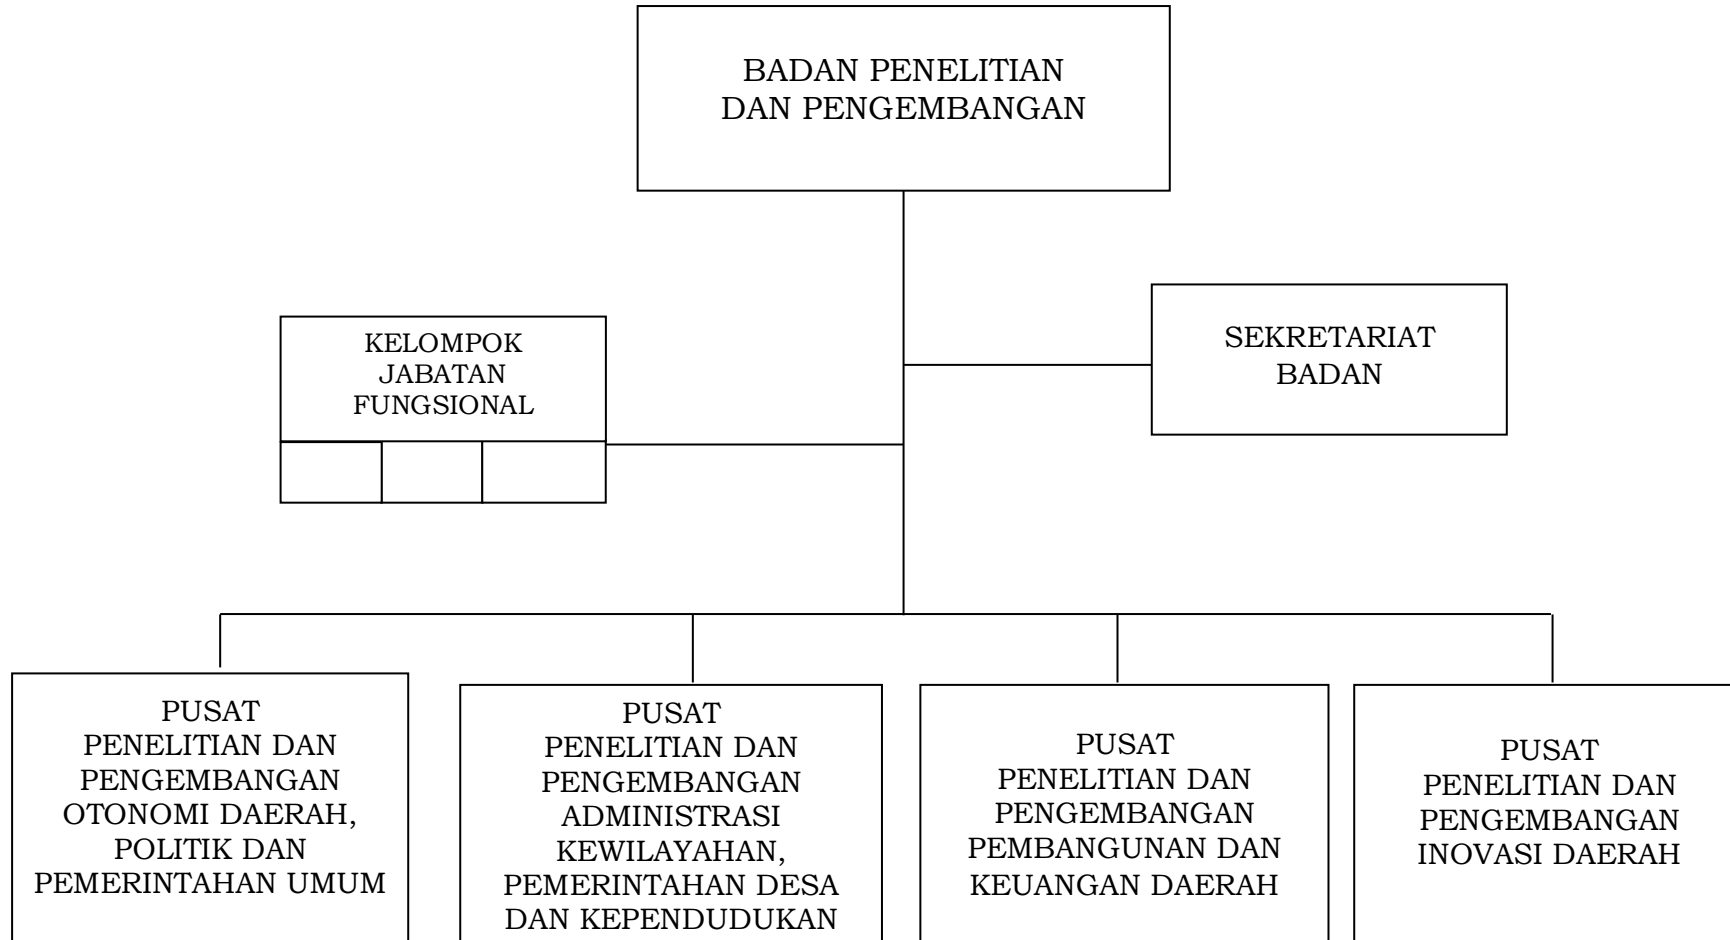 BADAN PENELITIAN
DAN PENGEMBANGAN
KELOMPOK
JABATAN
FUNGSIONAL
SEKRETARIAT
BADAN
PUSAT
PENELITIAN DAN
PENGEMBANGAN
OTONOMI DAERAH,
POLITIK DAN
PEMERINTAHAN UMUM
PUSAT
PENELITIAN DAN
PENGEMBANGAN
ADMINISTRASI
KEWILAYAHAN,
PEMERINTAHAN DESA
DAN KEPENDUDUKAN
PUSAT
PENELITIAN DAN
PENGEMBANGAN
PEMBANGUNAN DAN
KEUANGAN DAERAH
PUSAT
PENELITIAN DAN
PENGEMBANGAN
INOVASI DAERAH